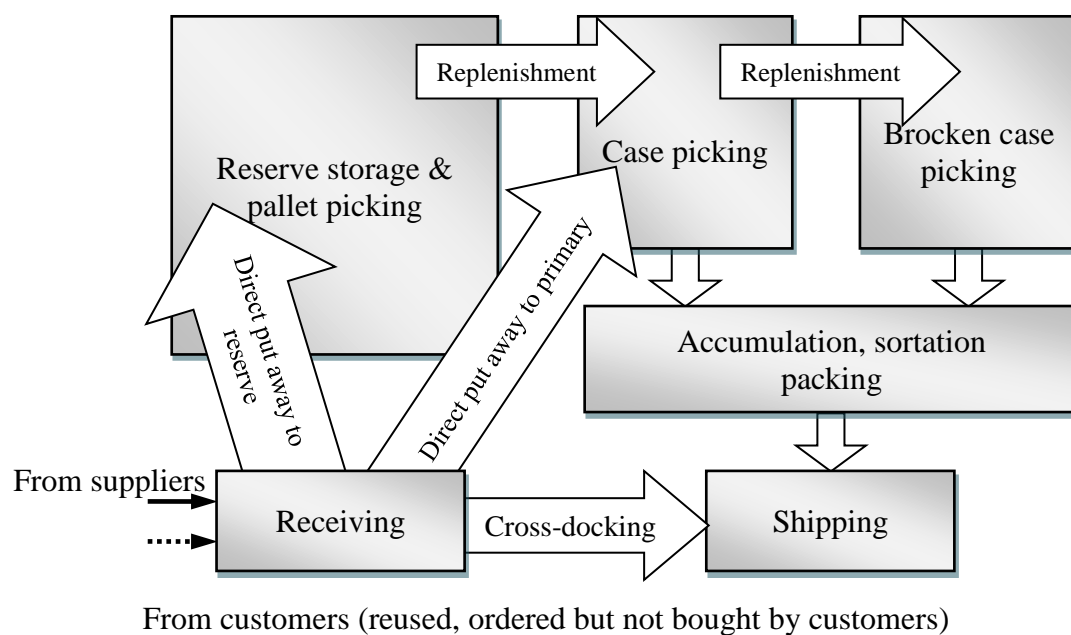 Replenishment
Replenishment
Reserve storage &
pallet picking
Case picking
Brocken case
picking
Direct put away to
reserve
Direct put away to primary
Accumulation, sortation
packing
From suppliers
Receiving
Cross-docking
Shipping
From customers (reused, ordered but not bought by customers)